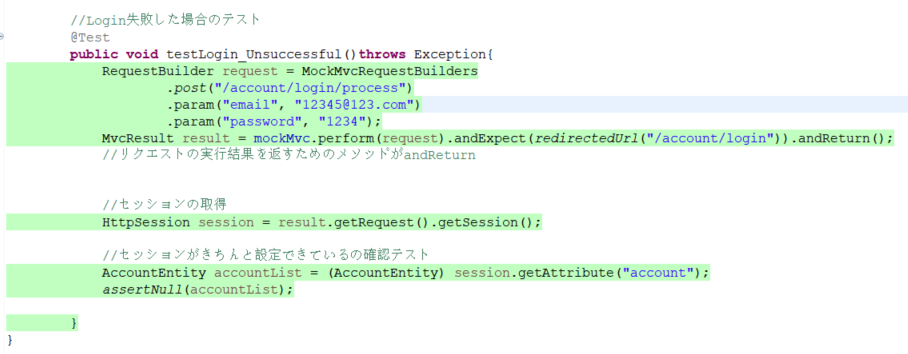 //Login失敗した場合のテスト
@Test
public void testLogin_Unsuccessful()throws Exception{
RequestBuilder request = MockMvcRequestBuilders
.post("/account/login/process")
.param("email", "12345@123.com")
.param("password", "1234");
MvcResult result = mockMvc.perform(request).andExpect(redirectedUrl("/account/login")).andReturn();
//リクエストの実行結果を返すためのメソッドがandReturn
//セッションの取得
HttpSession session = result.getRequest().getSession();
//セッションがきちんと設定できているの確認テスト
AccountEntity accountList = (AccountEntity) session.getAttribute("account");
assertNull(accountList);
}
}